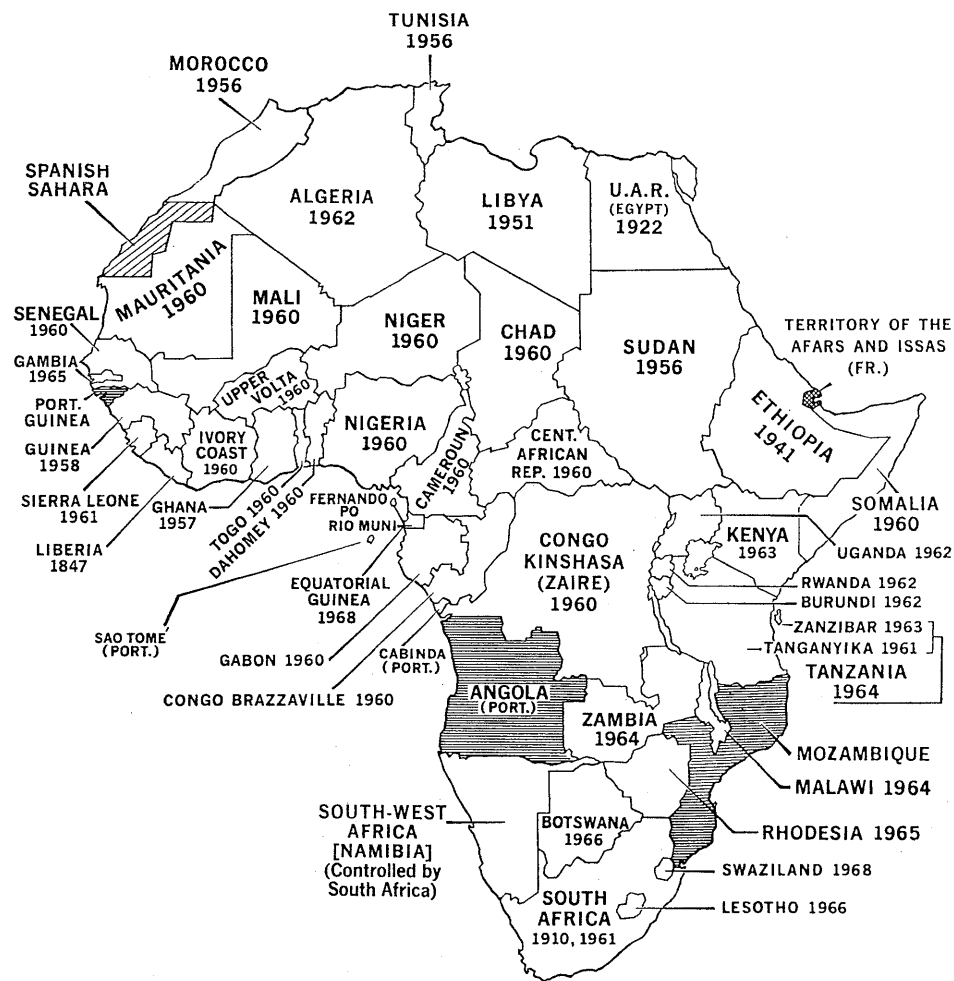 TUNISIA
1956
MOROCCO
1956
SPANISH
SAHARA
ALGERIA
1962
LIBYA
1951
U.A.R.
(EGYPT)
1922
MAURITANIA
1960
MALI
1960
NIGER
1960
CHAD
1960
SUDAN
1956
TERRITORY OF THE
AFARS AND ISSAS
(FR.)
ETHIOPIA
1941
SENEGAL
1960
GAMBIA
1965
PORT.
GUINEA
GUINEA
1958
SIERRA LEONE
1961
LIBERIA
1847
UPPER
VOLTA
1960
IVORY
COAST
1960
GHANA
1957
TOGO 1960
DAHOMEY 1960
NIGERIA
1960
CAMEROUN
1960
CENT.
AFRICAN
REP. 1960
SOMALIA
1960
KENYA
1963
UGANDA 1962
FERNANDO
PO
RIO MUNI
EQUATORIAL
GUINEA
1968
SAO TOME
(PORT.)
GABON 1960
CONGO BRAZZAVILLE 1960
CABINDA
(PORT.)
CONGO
KINSHASA
(ZAIRE)
1960
RWANDA 1962
BURUNDI 1962
ZANZIBAR 1963
TANGANYIKA 1961
TANZANIA
1964
ANGOLA
(PORT.)
ZAMBIA
1964
MOZAMBIQUE
MALAWI 1964
RHODESIA 1965
SOUTH-WEST
AFRICA
[NAMIBIA]
(Controlled by
South Africa)
BOTSWANA
1966
SWAZILAND 1968
LESOTHO 1966
SOUTH
AFRICA
1910, 1961